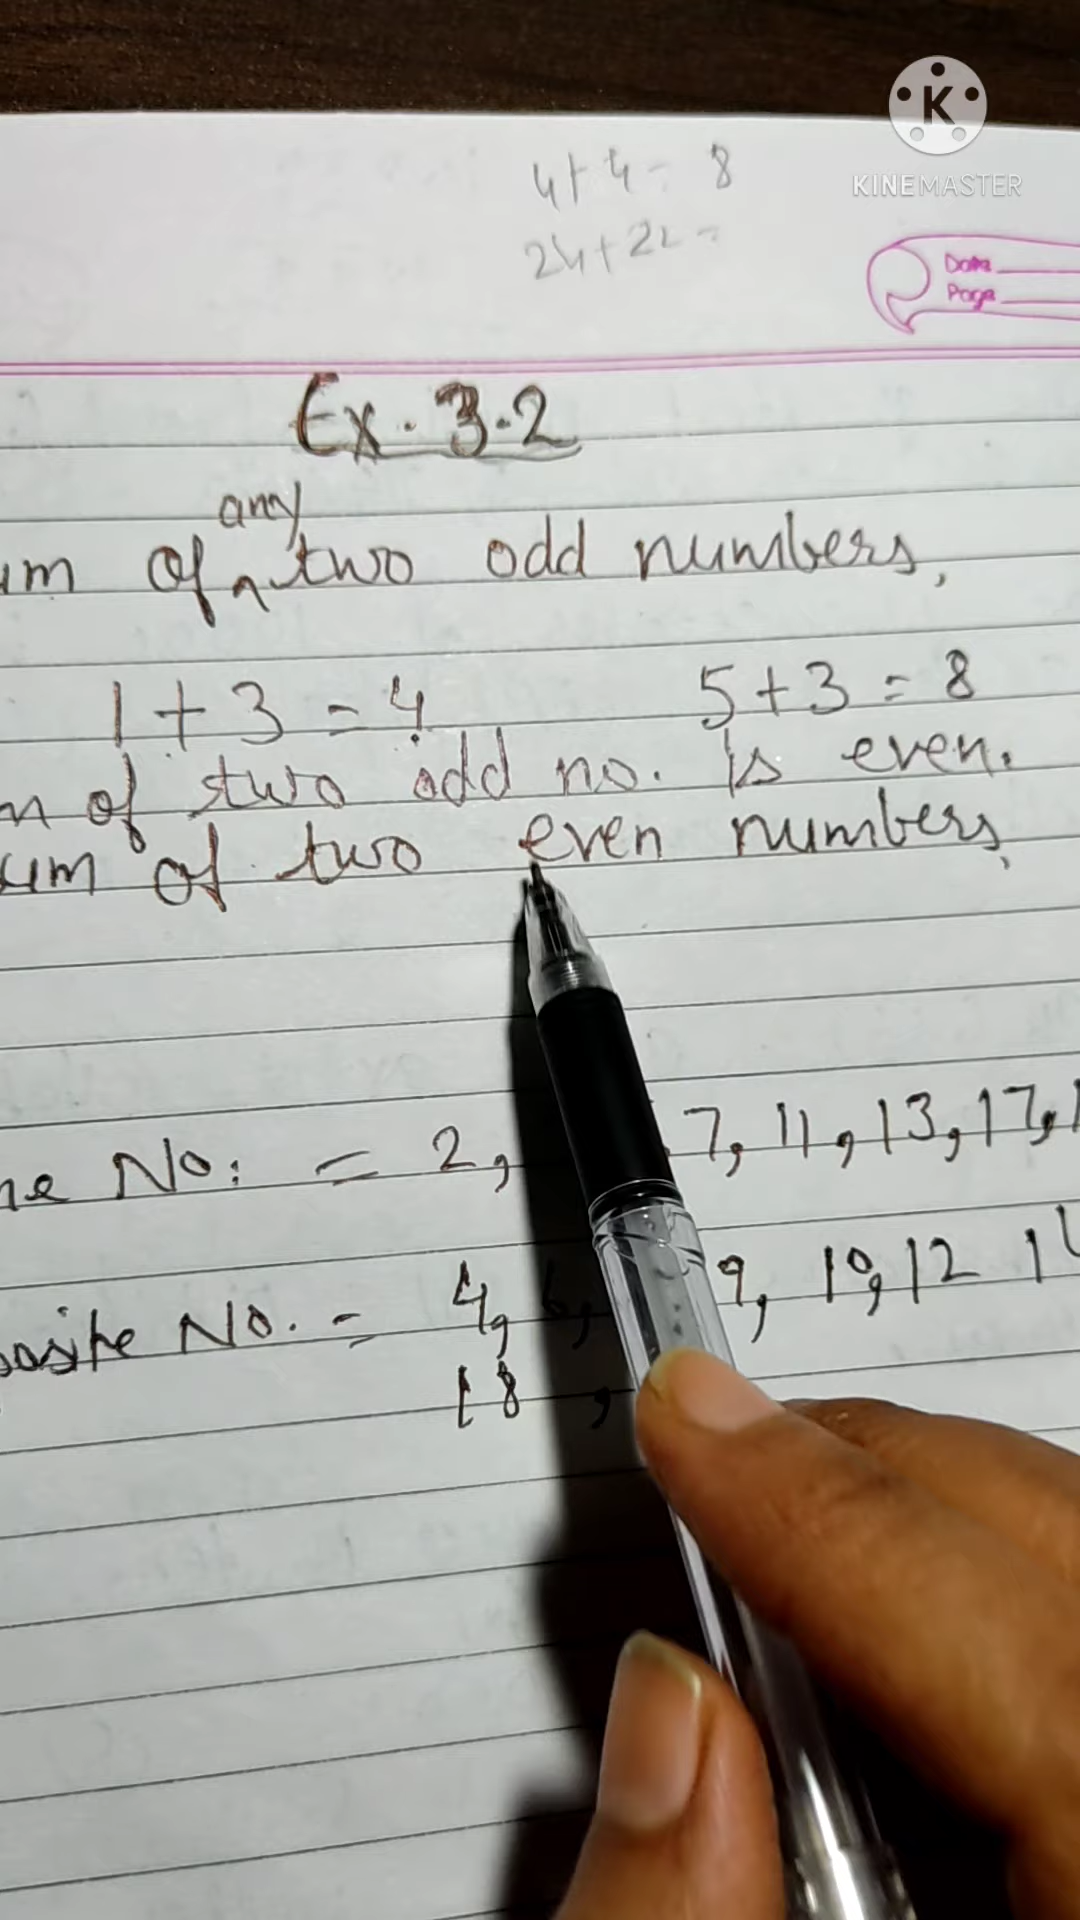 KINEMASTER
4+4= 8
24+22 =
Date
Page
Ex. 3.2
any
um of ^ two odd numbers,
1+3=4 5+3=8
of two odd no. is even.
um of two even numbers,
No: = 2, 7, 11, 13, 17,
No. = 4, 6, 9, 10, 12 14
18 ,